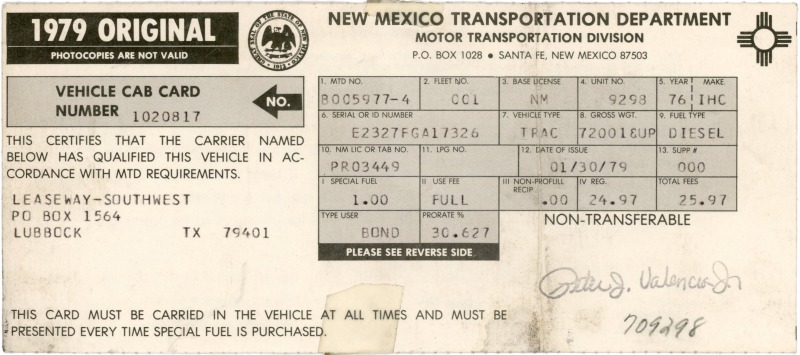 1979 ORIGINAL
PHOTOCOPIES ARE NOT VALID
NEW MEXICO TRANSPORTATION DEPARTMENT
MOTOR TRANSPORTATION DIVISION
P.O. BOX 1028 • SANTA FE, NEW MEXICO 87503
VEHICLE CAB CARD
NUMBER 1020817
NO.
THIS CERTIFIES THAT THE CARRIER NAMED
BELOW HAS QUALIFIED THIS VEHICLE IN AC-
CORDANCE WITH MTD REQUIREMENTS.
LEASEWAY-SOUTHWEST
PO BOX 1564
LUBBOCK TX 79401
1. MTD NO. 2. FLEET NO. 3. BASE LICENSE 4. UNIT NO. 5. YEAR MAKE
B005977-4 001 NM 9298 76 IHC
6. SERIAL OR ID NUMBER 7. VEHICLE TYPE 8. GROSS WGT. 9. FUEL TYPE
E2327FGA17326 TRAC 72001&UP DIESEL
10. NM LIC OR TAB NO. 11. LPG NO. 12. DATE OF ISSUE 13. SUPP #
PR03449 01/30/79 000
I SPECIAL FUEL II USE FEE III NON-PROFULL RECIP IV REG. TOTAL FEES
1.00 FULL .00 24.97 25.97
TYPE USER PRORATE %
BOND 30.627
NON-TRANSFERABLE
PLEASE SEE REVERSE SIDE
Peter J. Valencia Jr
709298
THIS CARD MUST BE CARRIED IN THE VEHICLE AT ALL TIMES AND MUST BE
PRESENTED EVERY TIME SPECIAL FUEL IS PURCHASED.